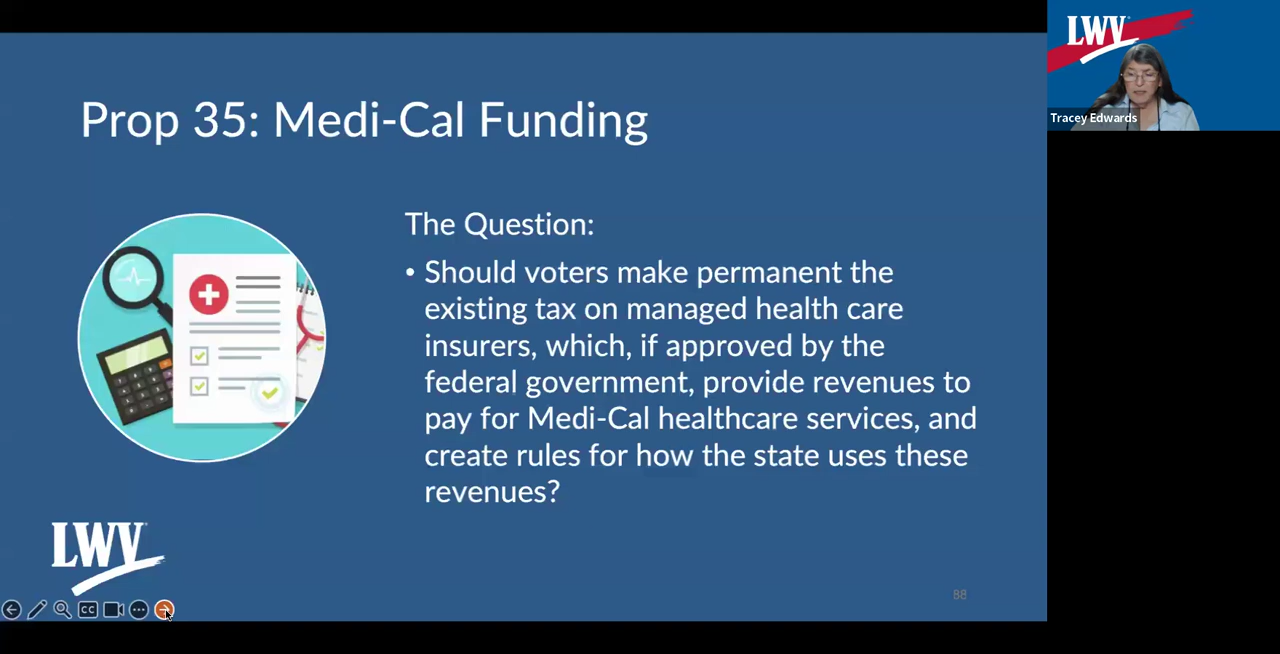 Prop 35: Medi-Cal Funding
The Question:
• Should voters make permanent the
existing tax on managed health care
insurers, which, if approved by the
federal government, provide revenues to
pay for Medi-Cal healthcare services, and
create rules for how the state uses these
revenues?
LWV
CC
88
LWV
Tracey Edwards